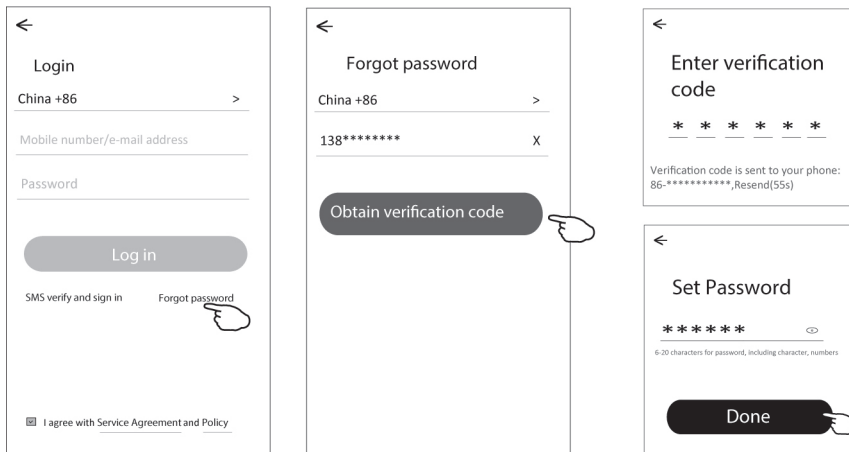 Login
China +86 >
Mobile number/e-mail address
Password
Log in
SMS verify and sign in Forgot password
I agree with Service Agreement and Policy
Forgot password
China +86 >
138******** X
Obtain verification code
Enter verification
code
* * * * * *
Verification code is sent to your phone:
86-***********,Resend(55s)
Set Password
******
6-20 characters for password, including character, numbers
Done